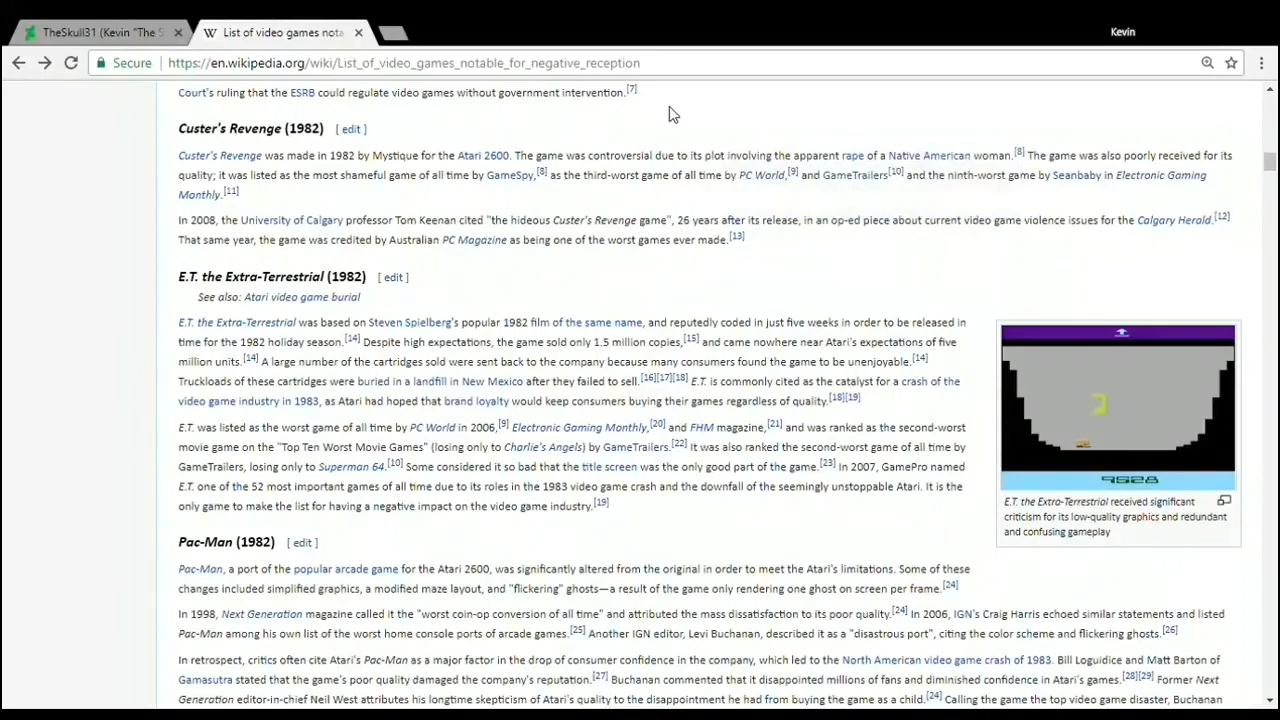 TheSkull31 (Kevin "The S
List of video games nota
Kevin
Secure
https://en.wikipedia.org/wiki/List_of_video_games_notable_for_negative_reception
Court's ruling that the ESRB could regulate video games without government intervention.[7]
Custer's Revenge (1982) [ edit ]
Custer's Revenge was made in 1982 by Mystique for the Atari 2600. The game was controversial due to its plot involving the apparent rape of a Native American woman.[8] The game was also poorly received for its
quality; it was listed as the most shameful game of all time by GameSpy,[8] as the third-worst game of all time by PC World,[9] and GameTrailers[10] and the ninth-worst game by Seanbaby in Electronic Gaming
Monthly.[11]
In 2008, the University of Calgary professor Tom Keenan cited "the hideous Custer's Revenge game", 26 years after its release, in an op-ed piece about current video game violence issues for the Calgary Herald.[12]
That same year, the game was credited by Australian PC Magazine as being one of the worst games ever made.[13]
E.T. the Extra-Terrestrial (1982) [ edit ]
See also: Atari video game burial
E.T. the Extra-Terrestrial was based on Steven Spielberg's popular 1982 film of the same name, and reputedly coded in just five weeks in order to be released in
time for the 1982 holiday season.[14] Despite high expectations, the game sold only 1.5 million copies,[15] and came nowhere near Atari's expectations of five
million units.[14] A large number of the cartridges sold were sent back to the company because many consumers found the game to be unenjoyable.[14]
Truckloads of these cartridges were buried in a landfill in New Mexico after they failed to sell.[16][17][18] E.T. is commonly cited as the catalyst for a crash of the
video game industry in 1983, as Atari had hoped that brand loyalty would keep consumers buying their games regardless of quality.[18][19]
E.T. was listed as the worst game of all time by PC World in 2006,[9] Electronic Gaming Monthly,[20] and FHM magazine,[21] and was ranked as the second-worst
movie game on the "Top Ten Worst Movie Games" (losing only to Charlie's Angels) by GameTrailers.[22] It was also ranked the second-worst game of all time by
GameTrailers, losing only to Superman 64.[10] Some considered it so bad that the title screen was the only good part of the game.[23] In 2007, GamePro named
E.T. one of the 52 most important games of all time due to its roles in the 1983 video game crash and the downfall of the seemingly unstoppable Atari. It is the
only game to make the list for having a negative impact on the video game industry.[19]
9528
E.T. the Extra-Terrestrial received significant
criticism for its low-quality graphics and redundant
and confusing gameplay
Pac-Man (1982) [ edit ]
Pac-Man, a port of the popular arcade game for the Atari 2600, was significantly altered from the original in order to meet the Atari's limitations. Some of these
changes included simplified graphics, a modified maze layout, and "flickering" ghosts—a result of the game only rendering one ghost on screen per frame.[24]
In 1998, Next Generation magazine called it the "worst coin-op conversion of all time" and attributed the mass dissatisfaction to its poor quality.[24] In 2006, IGN's Craig Harris echoed similar statements and listed
Pac-Man among his own list of the worst home console ports of arcade games.[25] Another IGN editor, Levi Buchanan, described it as a "disastrous port", citing the color scheme and flickering ghosts.[26]
In retrospect, critics often cite Atari's Pac-Man as a major factor in the drop of consumer confidence in the company, which led to the North American video game crash of 1983. Bill Loguidice and Matt Barton of
Gamasutra stated that the game's poor quality damaged the company's reputation.[27] Buchanan commented that it disappointed millions of fans and diminished confidence in Atari's games.[28][29] Former Next
Generation editor-in-chief Neil West attributes his longtime skepticism of Atari's quality to the disappointment he had from buying the game as a child.[24] Calling the game the top video game disaster, Buchanan